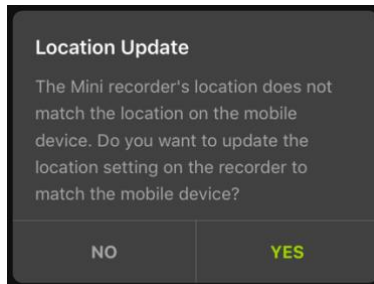 Location Update
The Mini recorder's location does not
match the location on the mobile
device. Do you want to update the
location setting on the recorder to
match the mobile device?
NO YES